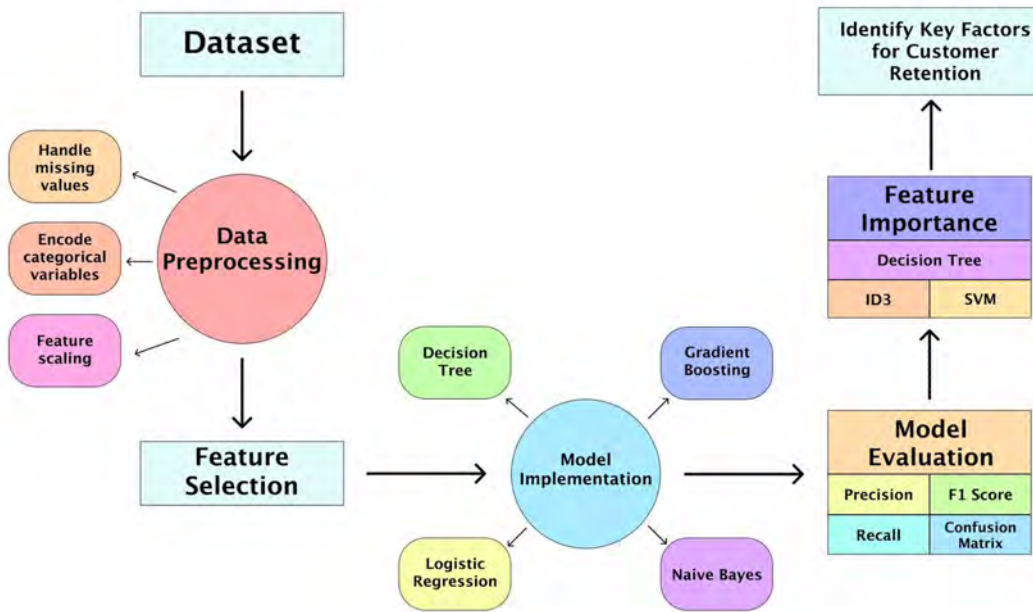 Dataset
Handle
missing
values
Data
Preprocessing
Encode
categorical
variables
Feature
scaling
Feature
Selection
Decision
Tree
Gradient
Boosting
Model
Implementation
Logistic
Regression
Naive Bayes
Model
Evaluation
Precision
F1 Score
Recall
Confusion
Matrix
Feature
Importance
Decision Tree
ID3
SVM
Identify Key Factors
for Customer
Retention